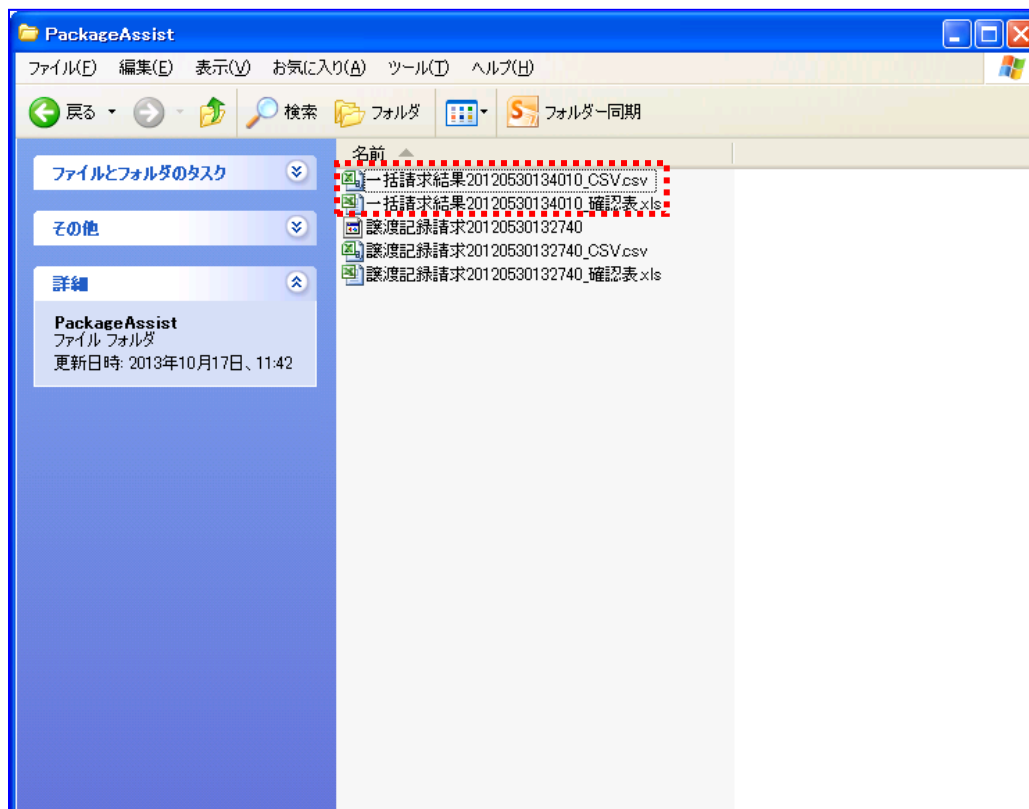 PackageAssist
ファイル(F) 編集(E) 表示(V) お気に入り(A) ツール(T) ヘルプ(H)
戻る 検索 フォルダ フォルダー同期
名前
ファイルとフォルダのタスク
その他
詳細
PackageAssist
ファイル フォルダ
更新日時: 2013年10月17日、11:42
一括請求結果20120530134010_CSV.csv
一括請求結果20120530134010_確認表.xls
譲渡記録請求20120530132740
譲渡記録請求20120530132740_CSV.csv
譲渡記録請求20120530132740_確認表.xls